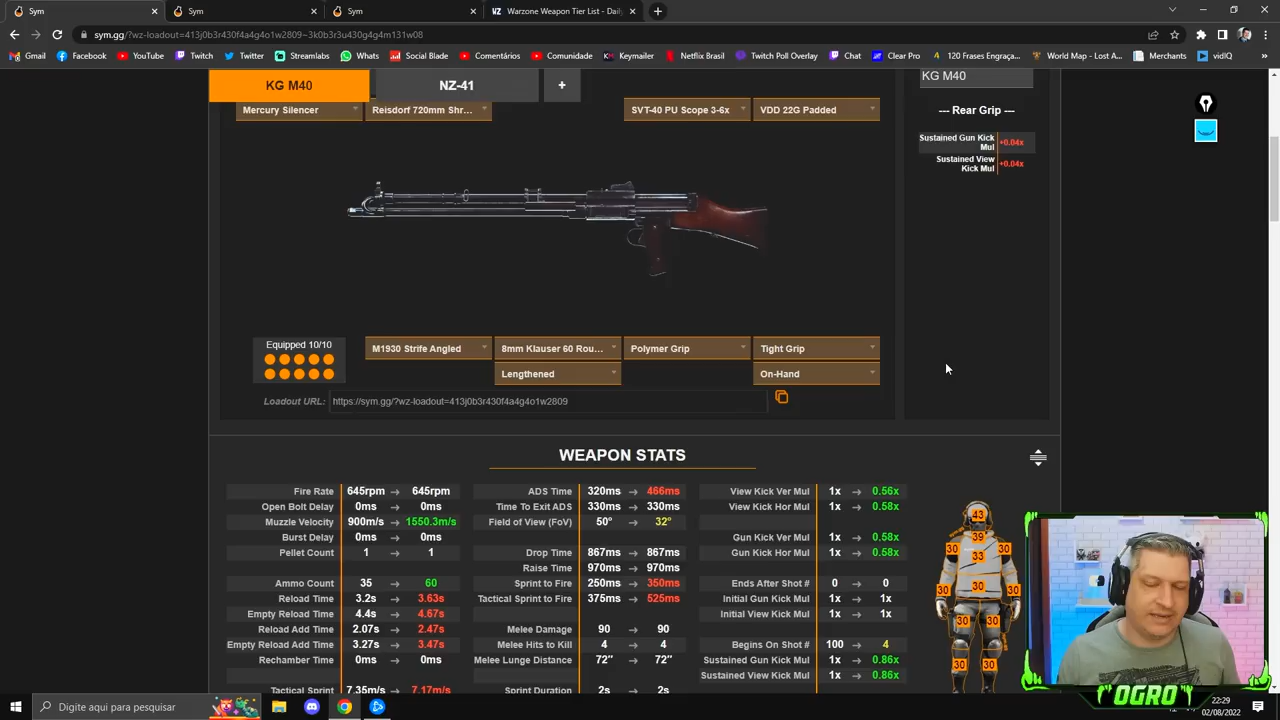 Sym
Sym
Sym
Warzone Weapon Tier List - Dail
sym.gg/?wz-loadout=413j0b3r430f4a4g4o1w2809~3k0b3r3u430g4g4m131w08
Gmail
Facebook
YouTube
Twitch
Twitter
Streamlabs
Whats
Social Blade
Comentários
Comunidade
Keymailer
Netflix Brasil
Twitch Poll Overlay
Chat
Clear Pro
120 Frases Engraça...
World Map - Lost A...
Merchants
vidIQ
KG M40
NZ-41
+
KG M40
Mercury Silencer
Reisdorf 720mm Shr...
SVT-40 PU Scope 3-6x
VDD 22G Padded
--- Rear Grip ---
Sustained Gun Kick Mul +0.04x
Sustained View Kick Mul +0.04x
Equipped 10/10
M1930 Strife Angled
8mm Klauser 60 Rou...
Polymer Grip
Tight Grip
Lengthened
On-Hand
Loadout URL: https://sym.gg/?wz-loadout=413j0b3r430f4a4g4o1w2809
WEAPON STATS
Fire Rate 645rpm → 645rpm
Open Bolt Delay 0ms → 0ms
Muzzle Velocity 900m/s → 1550.3m/s
Burst Delay 0ms → 0ms
Pellet Count 1 → 1
Ammo Count 35 → 60
Reload Time 3.2s → 3.63s
Empty Reload Time 4.4s → 4.67s
Reload Add Time 2.07s → 2.47s
Empty Reload Add Time 3.27s → 3.47s
Rechamber Time 0ms → 0ms
Tactical Sprint 7.35m/s → 7.17m/s
ADS Time 320ms → 466ms
Time To Exit ADS 330ms → 330ms
Field of View (FoV) 50° → 32°
Drop Time 867ms → 867ms
Raise Time 970ms → 970ms
Sprint to Fire 250ms → 350ms
Tactical Sprint to Fire 375ms → 525ms
Melee Damage 90 → 90
Melee Hits to Kill 4 → 4
Melee Lunge Distance 72" → 72"
Sprint Duration 2s → 2s
View Kick Ver Mul 1x → 0.56x
View Kick Hor Mul 1x → 0.58x
Gun Kick Ver Mul 1x → 0.58x
Gun Kick Hor Mul 1x → 0.58x
Ends After Shot # 0 → 0
Initial Gun Kick Mul 1x → 1x
Initial View Kick Mul 1x → 1x
Begins On Shot # 100 → 4
Sustained Gun Kick Mul 1x → 0.86x
Sustained View Kick Mul 1x → 0.86x
43
39
30 33 30
30 30 30
30 30
30 30
OGRO
Digite aqui para pesquisar
22:29
02/08/2022